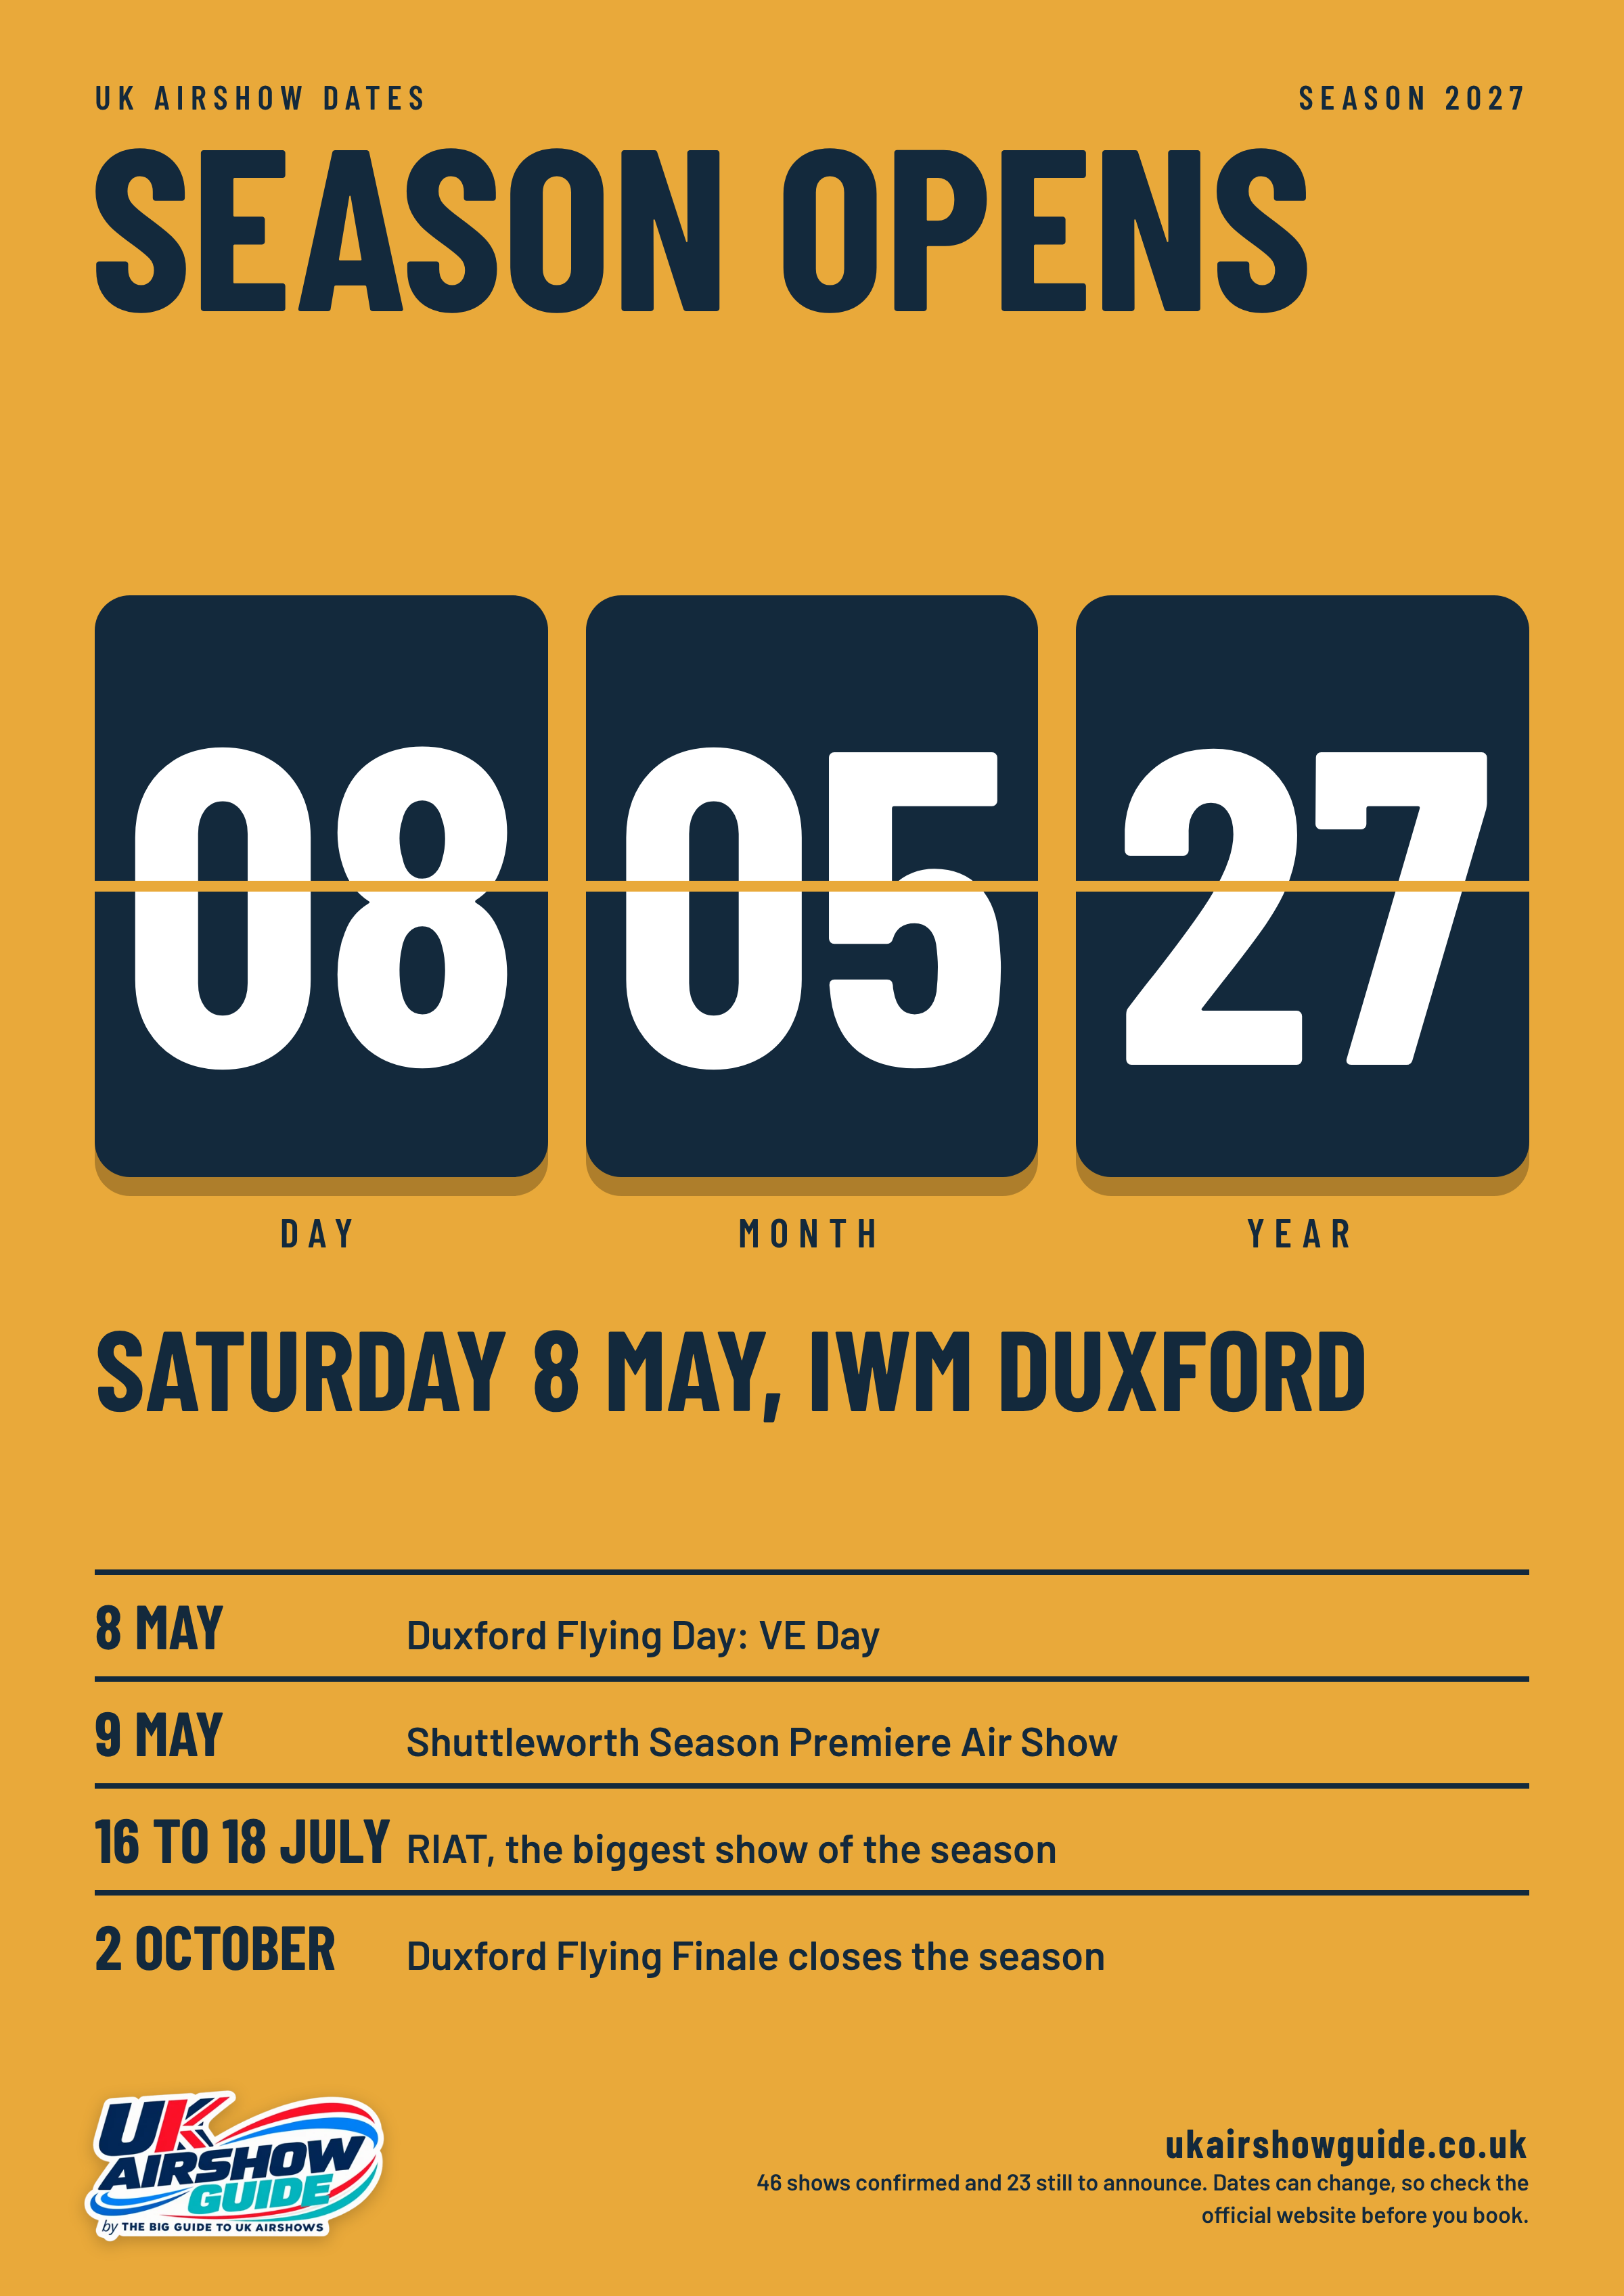 UK AIRSHOW DATES
SEASON 2027
SEASON OPENS
08
05
27
DAY
MONTH
YEAR
SATURDAY 8 MAY, IWM DUXFORD
8 MAY
Duxford Flying Day: VE Day
9 MAY
Shuttleworth Season Premiere Air Show
16 TO 18 JULY
RIAT, the biggest show of the season
2 OCTOBER
Duxford Flying Finale closes the season
UK
AIRSHOW
GUIDE
by THE BIG GUIDE TO UK AIRSHOWS
ukairshowguide.co.uk
46 shows confirmed and 23 still to announce. Dates can change, so check the
official website before you book.